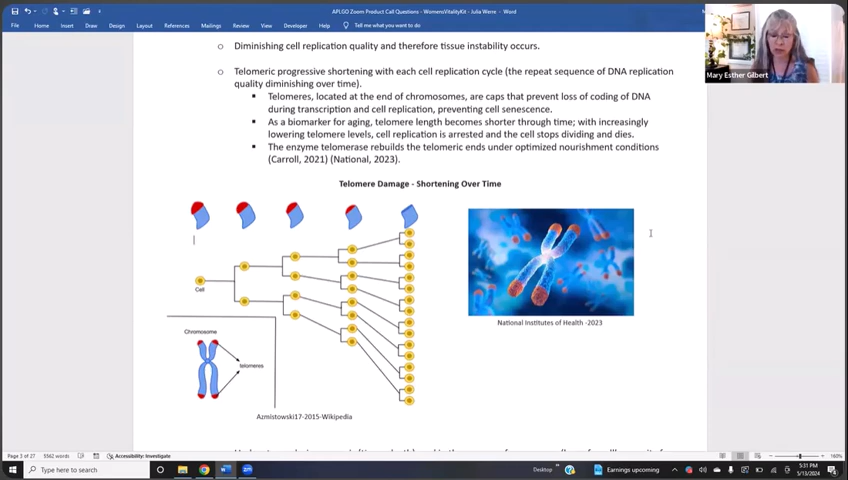 APLGO Zoom Product Call Questions - WomensVitalityKit - Julia Werre - Word
File Home Insert Draw Design Layout References Mailings Review View Developer Help Tell me what you want to do
Mary Esther Gilbert
o Diminishing cell replication quality and therefore tissue instability occurs.
o Telomeric progressive shortening with each cell replication cycle (the repeat sequence of DNA replication
quality diminishing over time).
▪ Telomeres, located at the end of chromosomes, are caps that prevent loss of coding of DNA
during transcription and cell replication, preventing cell senescence.
▪ As a biomarker for aging, telomere length becomes shorter through time; with increasingly
lowering telomere levels, cell replication is arrested and the cell stops dividing and dies.
▪ The enzyme telomerase rebuilds the telomeric ends under optimized nourishment conditions
(Carroll, 2021) (National, 2023).
Telomere Damage - Shortening Over Time
Cell
Chromosome
telomeres
National Institutes of Health -2023
Azmistowski17-2015-Wikipedia
Page 3 of 27 5562 words Accessibility: Investigate 160%
Type here to search
Desktop
Earnings upcoming
5:31 PM
5/13/2024